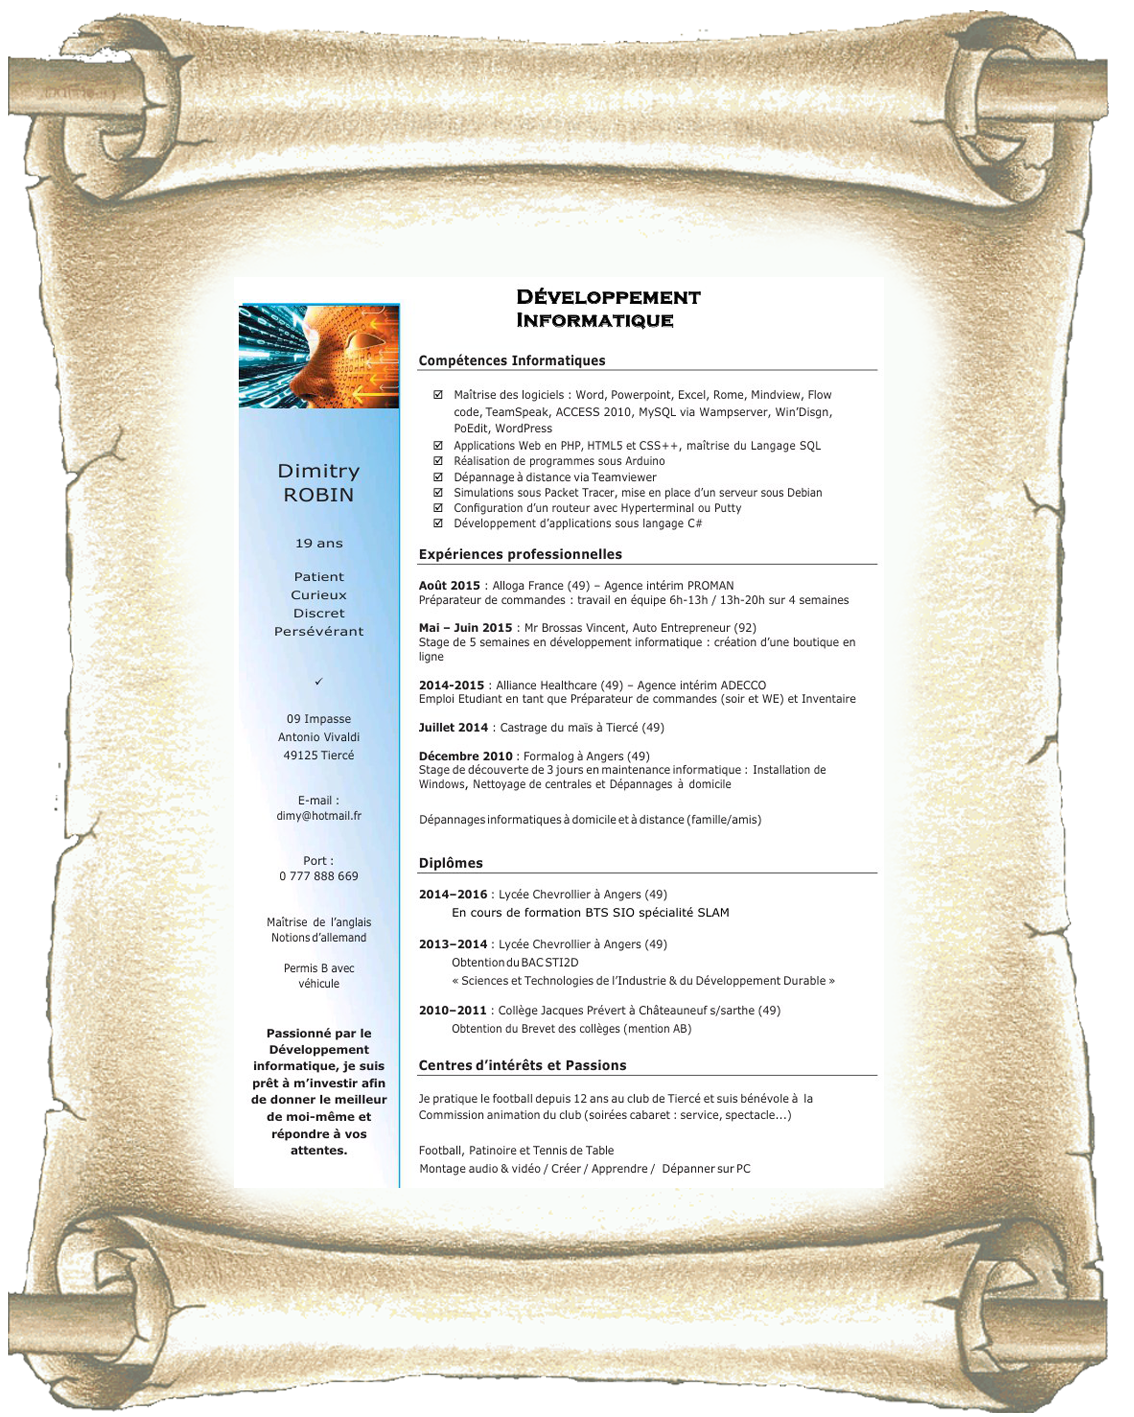 Développement
Informatique
Dimitry
ROBIN
19 ans
Patient
Curieux
Discret
Persévérant
✓
09 Impasse
Antonio Vivaldi
49125 Tiercé
E-mail :
dimy@hotmail.fr
Port :
0 777 888 669
Maîtrise de l’anglais
Notions d’allemand
Permis B avec
véhicule
Passionné par le
Développement
informatique, je suis
prêt à m’investir afin
de donner le meilleur
de moi-même et
répondre à vos
attentes.
Compétences Informatiques
☑ Maîtrise des logiciels : Word, Powerpoint, Excel, Rome, Mindview, Flow
code, TeamSpeak, ACCESS 2010, MySQL via Wampserver, Win’Disgn,
PoEdit, WordPress
☑ Applications Web en PHP, HTML5 et CSS++, maîtrise du Langage SQL
☑ Réalisation de programmes sous Arduino
☑ Dépannage à distance via Teamviewer
☑ Simulations sous Packet Tracer, mise en place d’un serveur sous Debian
☑ Configuration d’un routeur avec Hyperterminal ou Putty
☑ Développement d’applications sous langage C#
Expériences professionnelles
Août 2015 : Alloga France (49) – Agence intérim PROMAN
Préparateur de commandes : travail en équipe 6h-13h / 13h-20h sur 4 semaines
Mai – Juin 2015 : Mr Brossas Vincent, Auto Entrepreneur (92)
Stage de 5 semaines en développement informatique : création d’une boutique en
ligne
2014-2015 : Alliance Healthcare (49) – Agence intérim ADECCO
Emploi Etudiant en tant que Préparateur de commandes (soir et WE) et Inventaire
Juillet 2014 : Castrage du maïs à Tiercé (49)
Décembre 2010 : Formalog à Angers (49)
Stage de découverte de 3 jours en maintenance informatique : Installation de
Windows, Nettoyage de centrales et Dépannages à domicile
Dépannages informatiques à domicile et à distance (famille/amis)
Diplômes
2014–2016 : Lycée Chevrollier à Angers (49)
En cours de formation BTS SIO spécialité SLAM
2013–2014 : Lycée Chevrollier à Angers (49)
Obtention du BAC STI2D
« Sciences et Technologies de l’Industrie & du Développement Durable »
2010–2011 : Collège Jacques Prévert à Châteauneuf s/sarthe (49)
Obtention du Brevet des collèges (mention AB)
Centres d’intérêts et Passions
Je pratique le football depuis 12 ans au club de Tiercé et suis bénévole à la
Commission animation du club (soirées cabaret : service, spectacle...)
Football, Patinoire et Tennis de Table
Montage audio & vidéo / Créer / Apprendre / Dépanner sur PC